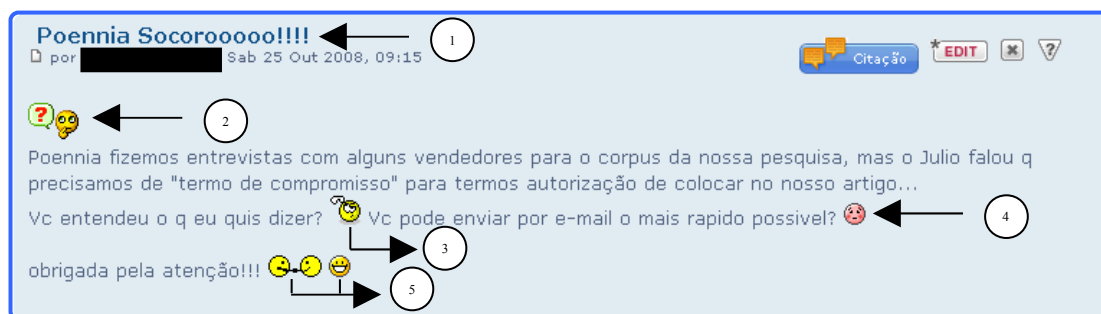 Poennia Socorooooo!!!!
1
por Sab 25 Out 2008, 09:15
Citação
*EDIT
?
2
Poennia fizemos entrevistas com alguns vendedores para o corpus da nossa pesquisa, mas o Julio falou q
precisamos de "termo de compromisso" para termos autorização de colocar no nosso artigo...
Vc entendeu o q eu quis dizer? Vc pode enviar por e-mail o mais rapido possivel?
4
3
obrigada pela atenção!!!
5